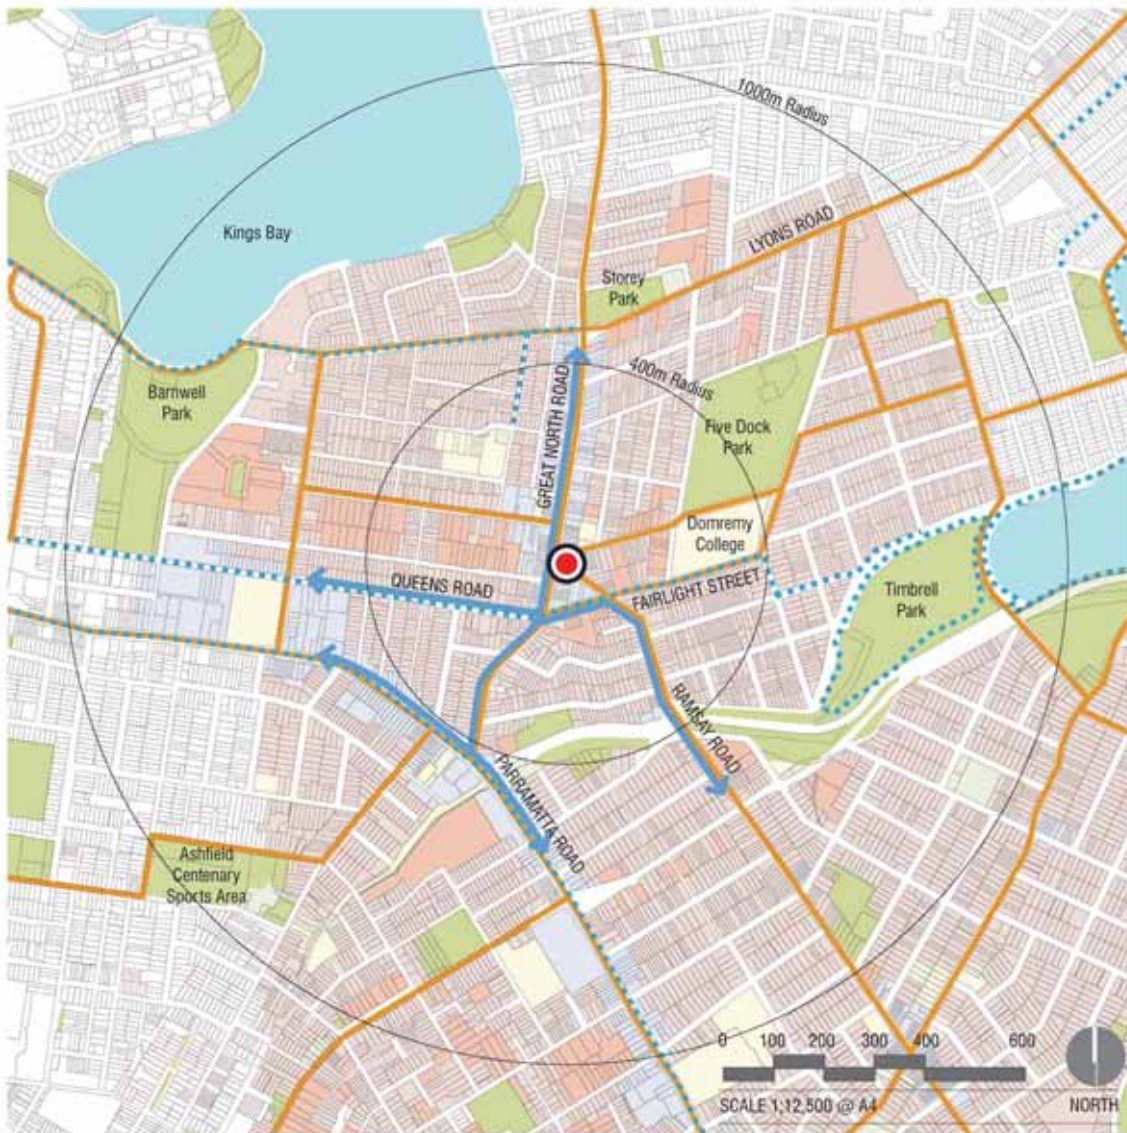 1000m Radius
LYONS ROAD
Kings Bay
Storey
Park
400m Radius
Barnwell
Park
GREAT NORTH ROAD
Five Dock
Park
Domremy
College
QUEENS ROAD
FAIRLIGHT STREET
Timbrell
Park
RAMSAY ROAD
PARRAMATTA ROAD
Ashfield
Centenary
Sports Area
0 100 200 300 400 600
SCALE 1:12,500 @ A4
NORTH